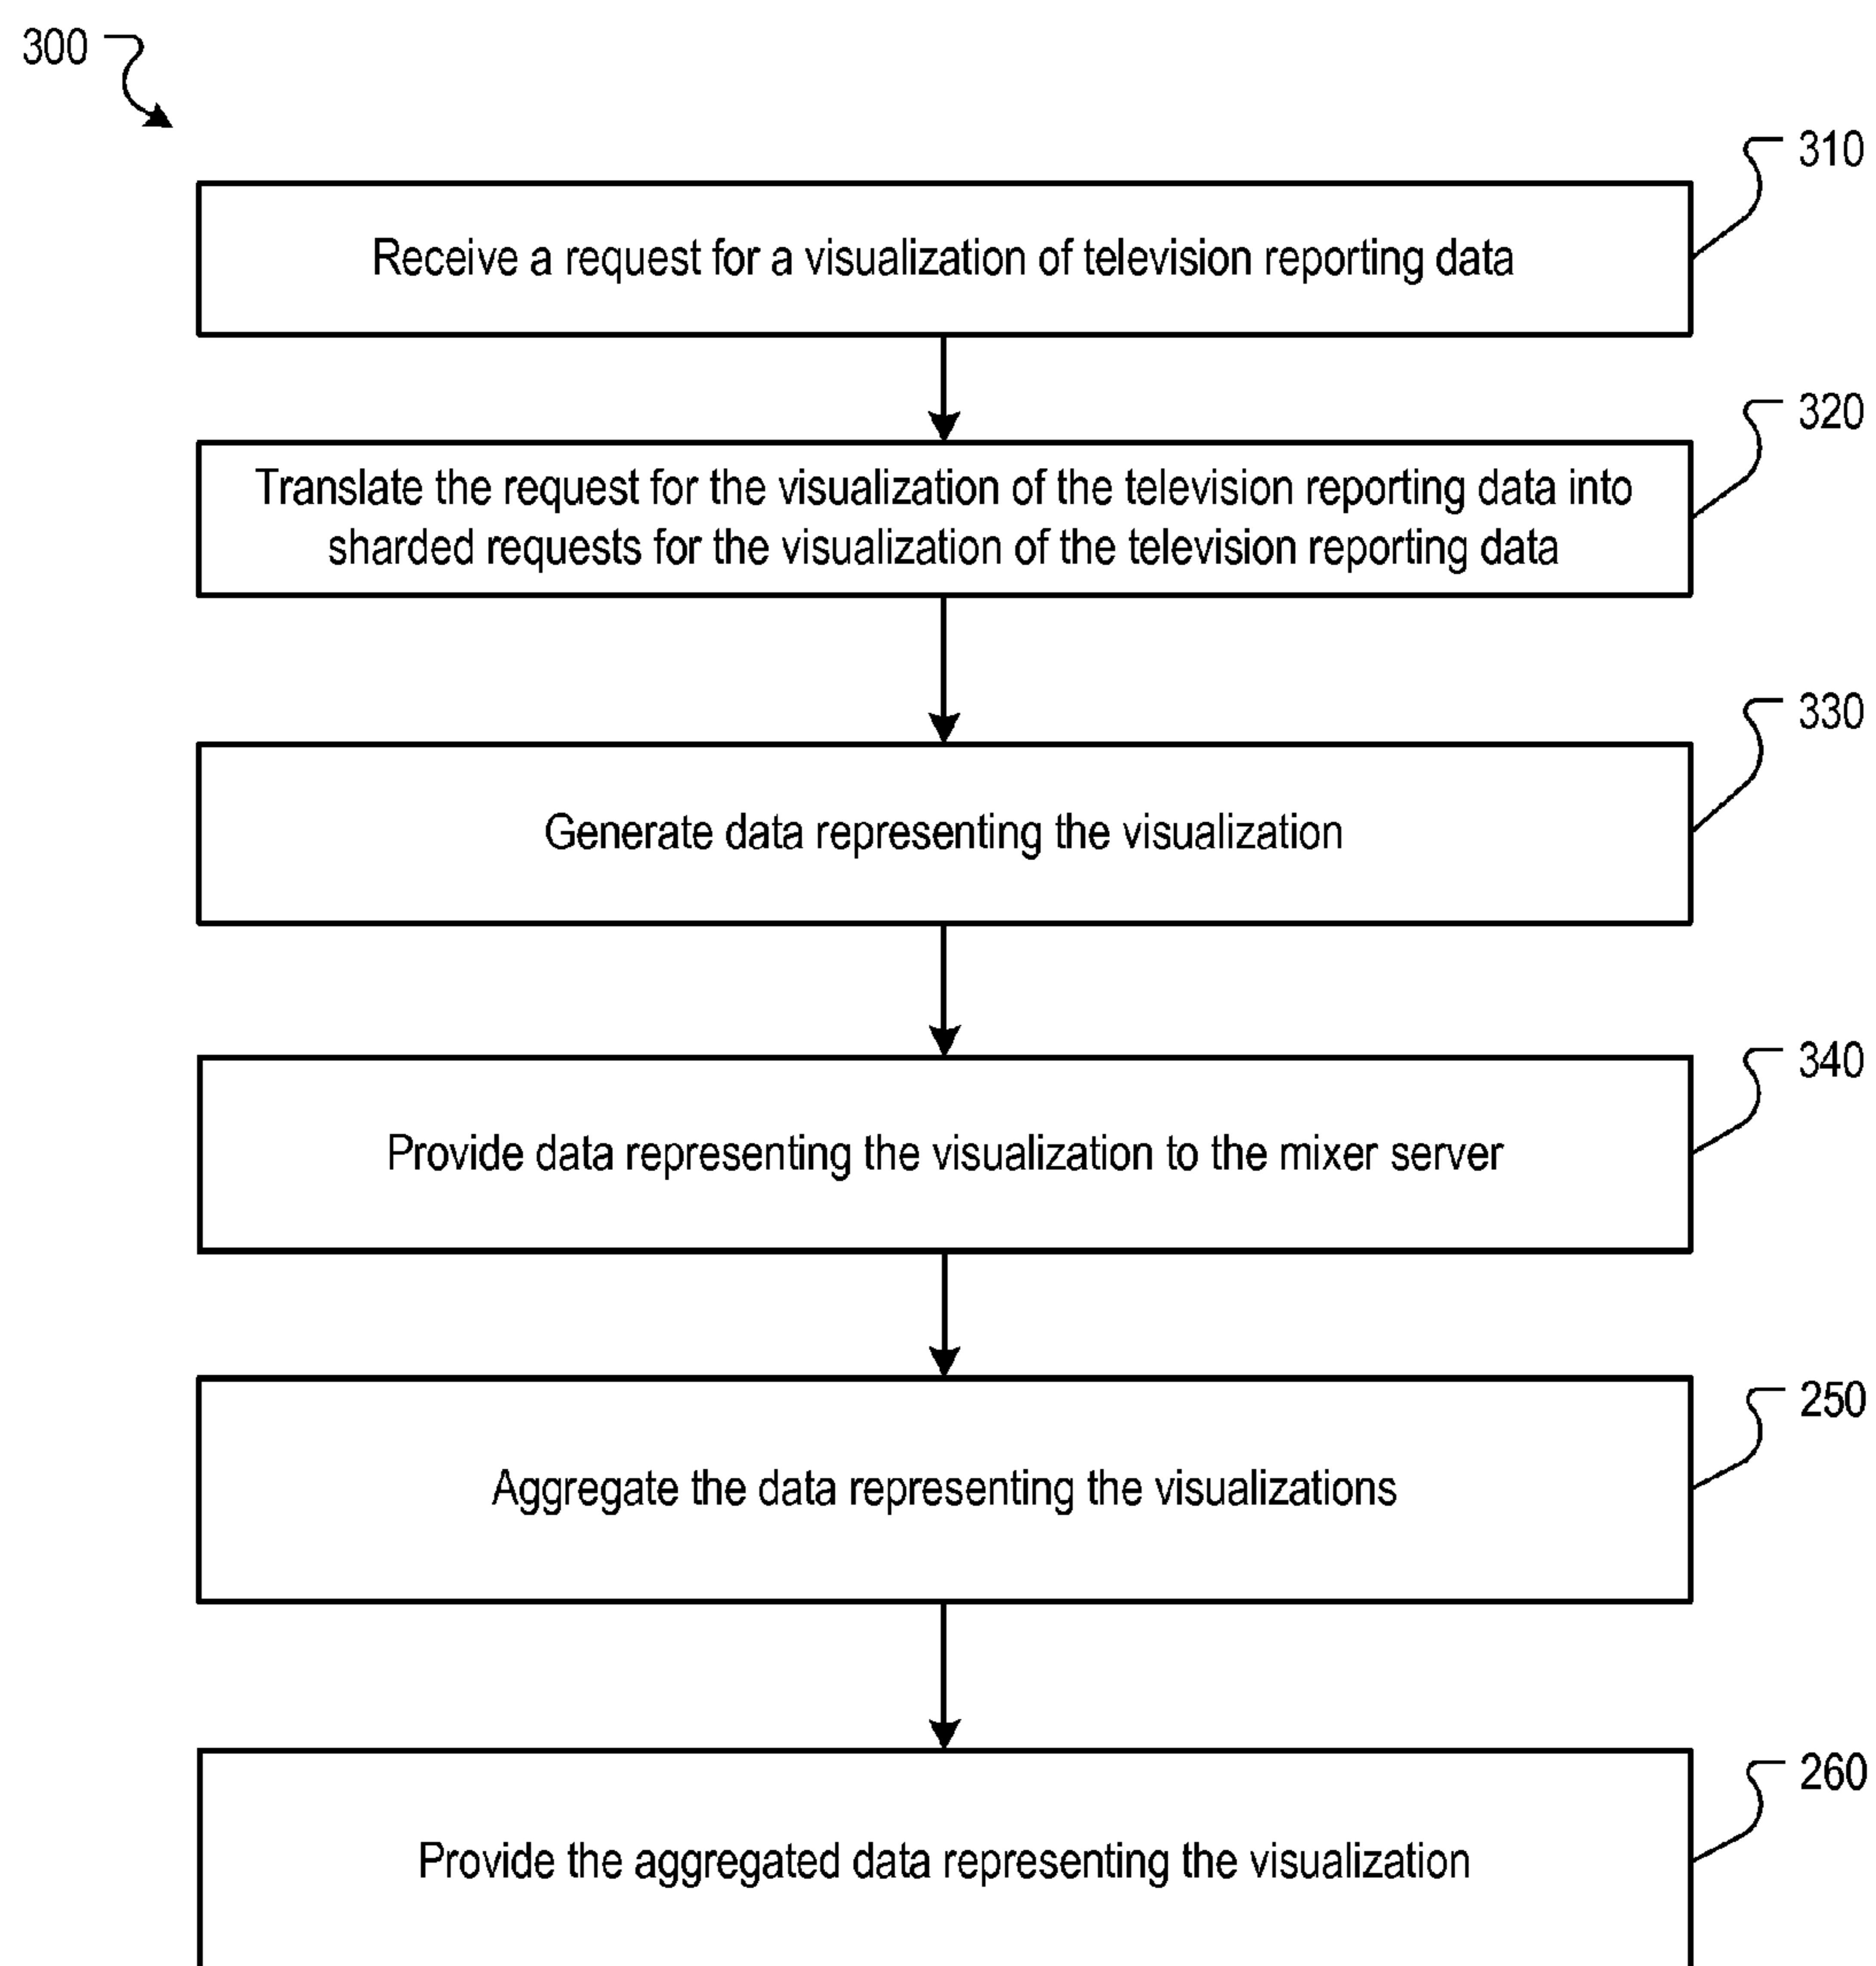 300
310
Receive a request for a visualization of television reporting data
320
Translate the request for the visualization of the television reporting data into
sharded requests for the visualization of the television reporting data
330
Generate data representing the visualization
340
Provide data representing the visualization to the mixer server
250
Aggregate the data representing the visualizations
260
Provide the aggregated data representing the visualization